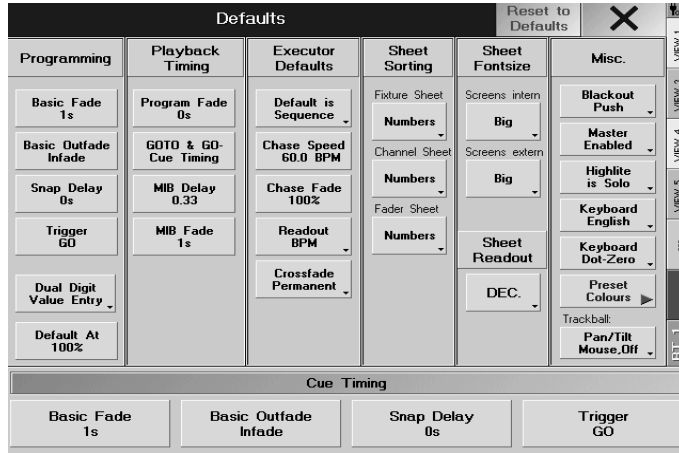 Defaults
Reset to
Defaults
Programming
Basic Fade
1s
Basic Outfade
Infade
Snap Delay
0s
Trigger
GO
Dual Digit
Value Entry
Default At
100%
Playback
Timing
Program Fade
0s
GOTO & GO-
Cue Timing
MIB Delay
0.33
MIB Fade
1s
Executor
Defaults
Default is
Sequence
Chase Speed
60.0 BPM
Chase Fade
100%
Readout
BPM
Crossfade
Permanent
Sheet
Sorting
Fixture Sheet
Numbers
Channel Sheet
Numbers
Fader Sheet
Numbers
Sheet
Fontsize
Screens intern
Big
Screens extern
Big
Sheet
Readout
DEC.
Misc.
Blackout
Push
Master
Enabled
Highlite
is Solo
Keyboard
English
Keyboard
Dot-Zero
Preset
Colours
Trackball:
Pan/Tilt
Mouse,Off
VIEW 4
VIEW 5
Cue Timing
Basic Fade
1s
Basic Outfade
Infade
Snap Delay
0s
Trigger
GO